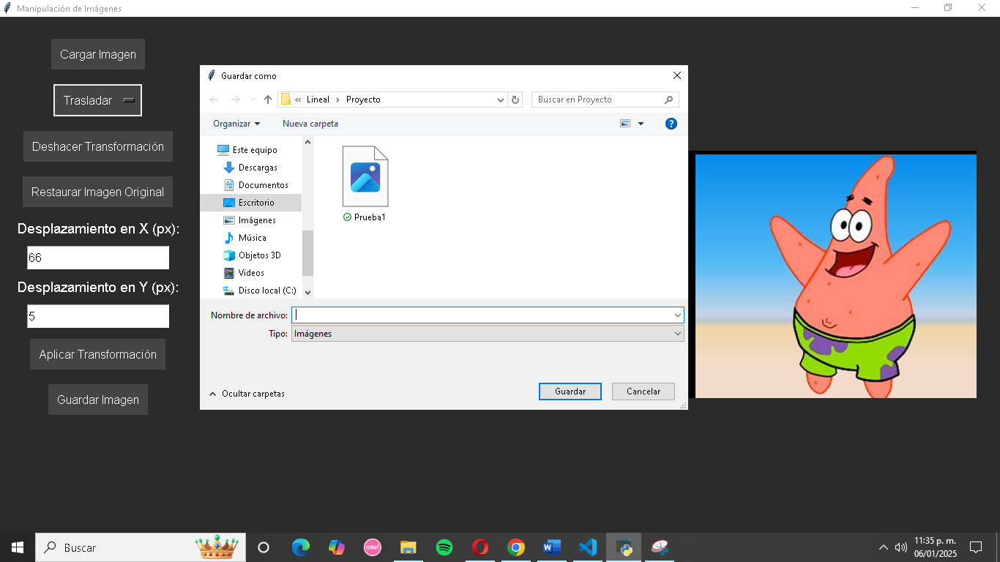 Manipulación de Imágenes
Cargar Imagen
Trasladar
Deshacer Transformación
Restaurar Imagen Original
Desplazamiento en X (px):
66
Desplazamiento en Y (px):
5
Aplicar Transformación
Guardar Imagen
Guardar como
« Lineal › Proyecto
Buscar en Proyecto
Organizar
Nueva carpeta
?
Este equipo
Descargas
Documentos
Escritorio
Imágenes
Música
Objetos 3D
Videos
Disco local (C:)
Prueba1
Nombre de archivo:
Tipo: Imágenes
Ocultar carpetas
Guardar
Cancelar
Buscar
osu!
W
11:35 p. m.
06/01/2025